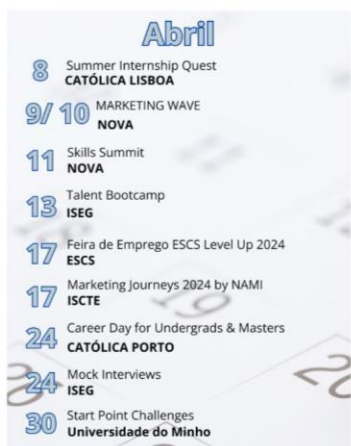 Abril
8 Summer Internship Quest
CATÓLICA LISBOA
9/ 10 MARKETING WAVE
NOVA
11 Skills Summit
NOVA
13 Talent Bootcamp
ISEG
17 Feira de Emprego ESCS Level Up 2024
ESCS
17 Marketing Journeys 2024 by NAMI
ISCTE
24 Career Day for Undergrads & Masters
CATÓLICA PORTO
24 Mock Interviews
ISEG
30 Start Point Challenges
Universidade do Minho